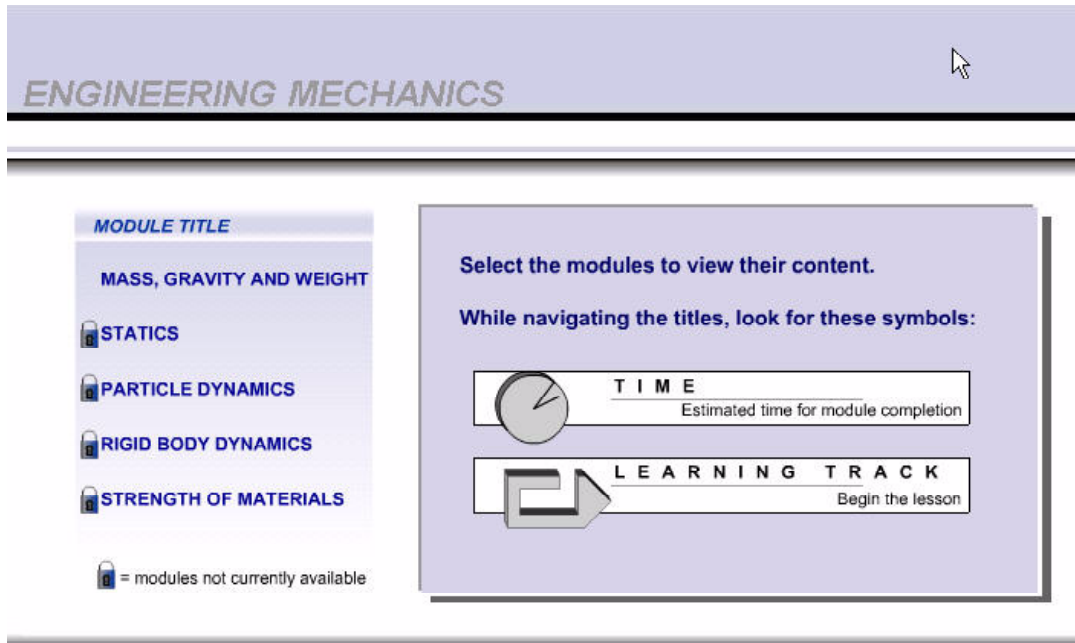 ENGINEERING MECHANICS
MODULE TITLE
MASS, GRAVITY AND WEIGHT
STATICS
PARTICLE DYNAMICS
RIGID BODY DYNAMICS
STRENGTH OF MATERIALS
= modules not currently available
Select the modules to view their content.
While navigating the titles, look for these symbols:
TIME
Estimated time for module completion
LEARNING TRACK
Begin the lesson